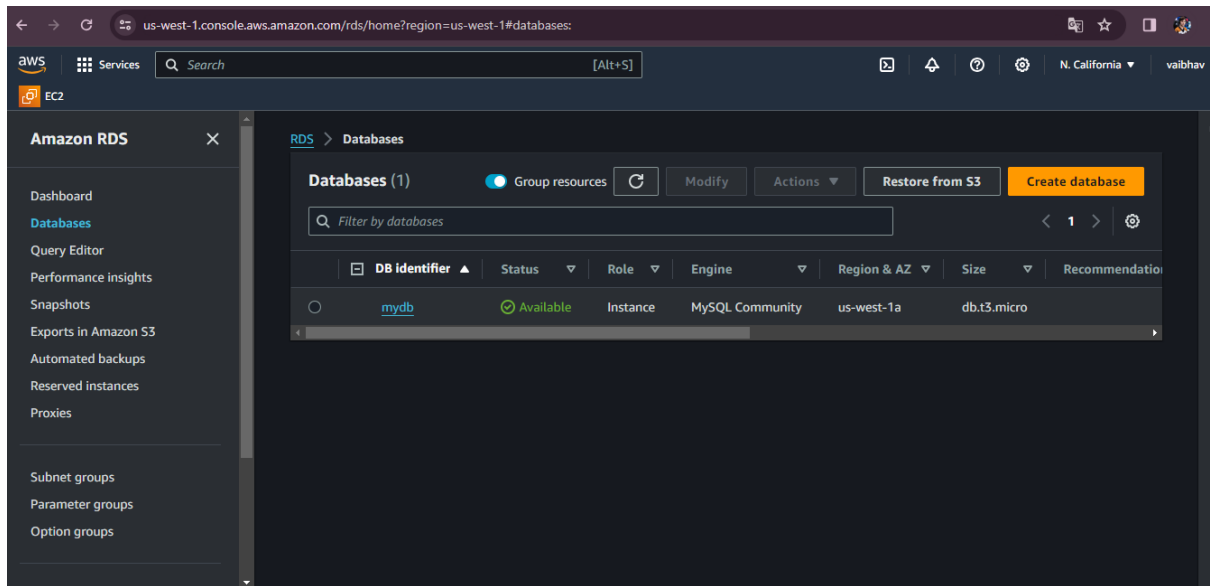 us-west-1.console.aws.amazon.com/rds/home?region=us-west-1#databases:
aws Services Search [Alt+S] N. California ▼ vaibhav
EC2
Amazon RDS
Dashboard
Databases
Query Editor
Performance insights
Snapshots
Exports in Amazon S3
Automated backups
Reserved instances
Proxies
Subnet groups
Parameter groups
Option groups
RDS > Databases
Databases (1) Group resources Modify Actions ▼ Restore from S3 Create database
Filter by databases < 1 >
DB identifier ▲ Status Role Engine Region & AZ Size Recommendatio
mydb Available Instance MySQL Community us-west-1a db.t3.micro